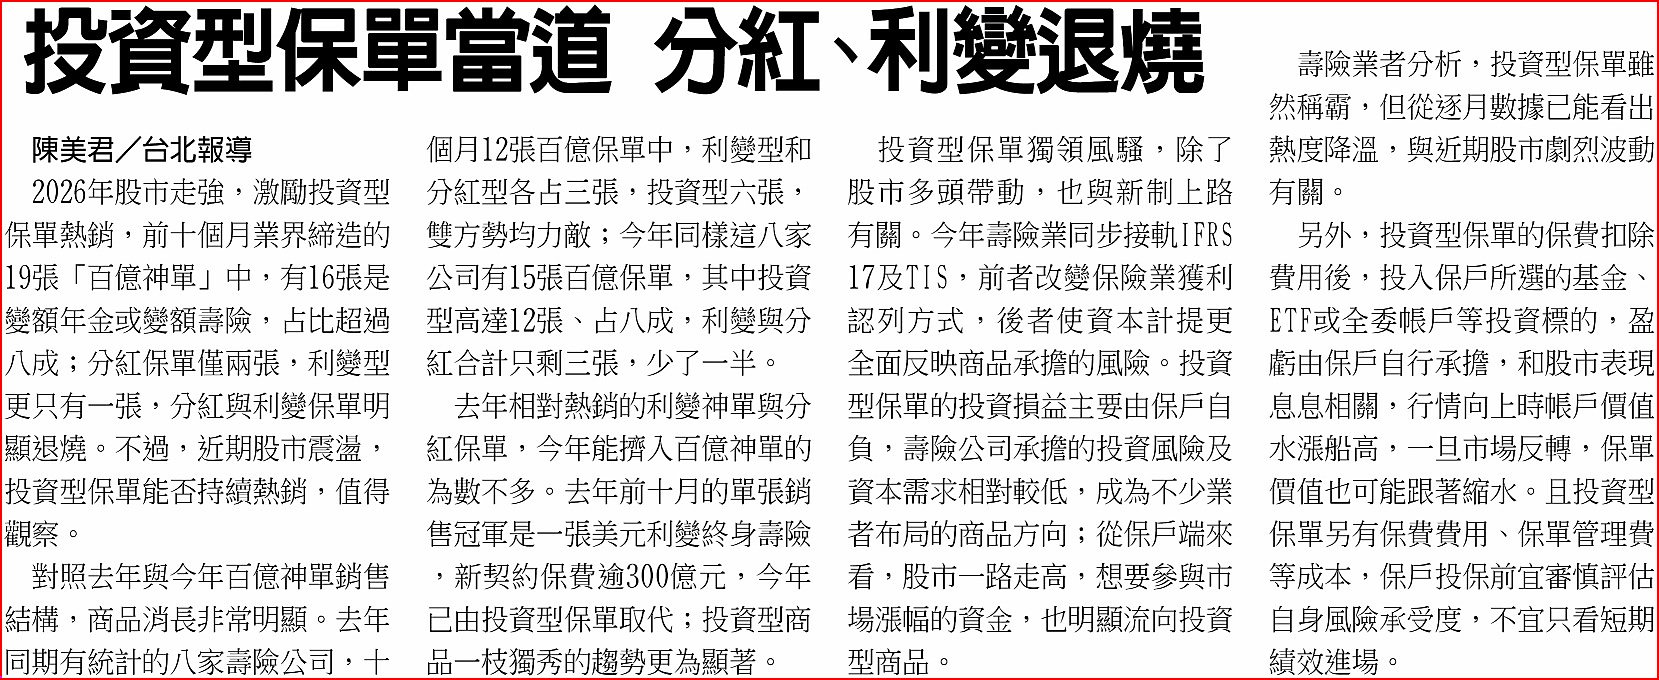 投資型保單當道 分紅、利變退燒
陳美君／台北報導
2026年股市走強，激勵投資型
保單熱銷，前十個月業界締造的
19張「百億神單」中，有16張是
變額年金或變額壽險，占比超過
八成；分紅保單僅兩張，利變型
更只有一張，分紅與利變保單明
顯退燒。不過，近期股市震盪，
投資型保單能否持續熱銷，值得
觀察。
對照去年與今年百億神單銷售
結構，商品消長非常明顯。去年
同期有統計的八家壽險公司，十
個月12張百億保單中，利變型和
分紅型各占三張，投資型六張，
雙方勢均力敵；今年同樣這八家
公司有15張百億保單，其中投資
型高達12張、占八成，利變與分
紅合計只剩三張，少了一半。
去年相對熱銷的利變神單與分
紅保單，今年能擠入百億神單的
為數不多。去年前十月的單張銷
售冠軍是一張美元利變終身壽險
，新契約保費逾300億元，今年
已由投資型保單取代；投資型商
品一枝獨秀的趨勢更為顯著。
投資型保單獨領風騷，除了
股市多頭帶動，也與新制上路
有關。今年壽險業同步接軌IFRS
17及TIS，前者改變保險業獲利
認列方式，後者使資本計提更
全面反映商品承擔的風險。投資
型保單的投資損益主要由保戶自
負，壽險公司承擔的投資風險及
資本需求相對較低，成為不少業
者布局的商品方向；從保戶端來
看，股市一路走高，想要參與市
場漲幅的資金，也明顯流向投資
型商品。
壽險業者分析，投資型保單雖
然稱霸，但從逐月數據已能看出
熱度降溫，與近期股市劇烈波動
有關。
另外，投資型保單的保費扣除
費用後，投入保戶所選的基金、
ETF或全委帳戶等投資標的，盈
虧由保戶自行承擔，和股市表現
息息相關，行情向上時帳戶價值
水漲船高，一旦市場反轉，保單
價值也可能跟著縮水。且投資型
保單另有保費費用、保單管理費
等成本，保戶投保前宜審慎評估
自身風險承受度，不宜只看短期
績效進場。